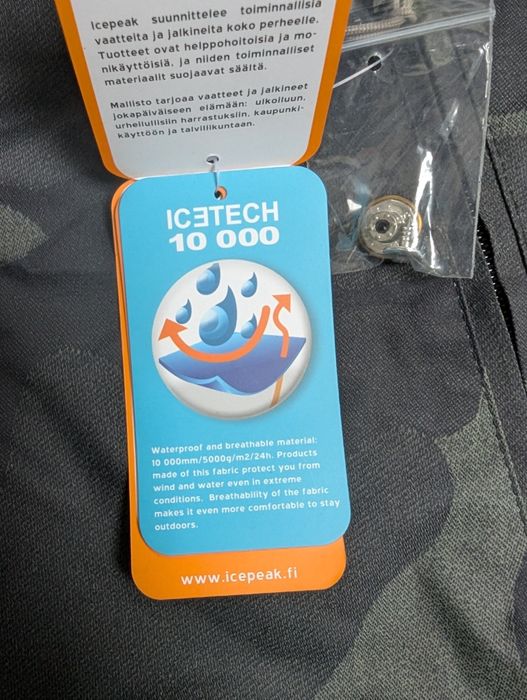 Icepeak suunnittelee toiminnallisia
vaatteita ja jalkineita koko perheelle.
Tuotteet ovat helppohoitoisia ja mo-
nikäyttöisiä, ja niiden toiminnalliset
materiaalit suojaavat säältä.
Mallisto tarjoaa vaatteet ja jalkineet
jokapäiväiseen elämään: ulkoiluun,
urheilullisiin harrastuksiin, kaupunki-
käyttöön ja talviliikuntaan.
ICƎTECH
10 000
Waterproof and breathable material:
10 000mm/5000g/m2/24h. Products
made of this fabric protect you from
wind and water even in extreme
conditions. Breathability of the fabric
makes it even more comfortable to stay
outdoors.
www.icepeak.fi